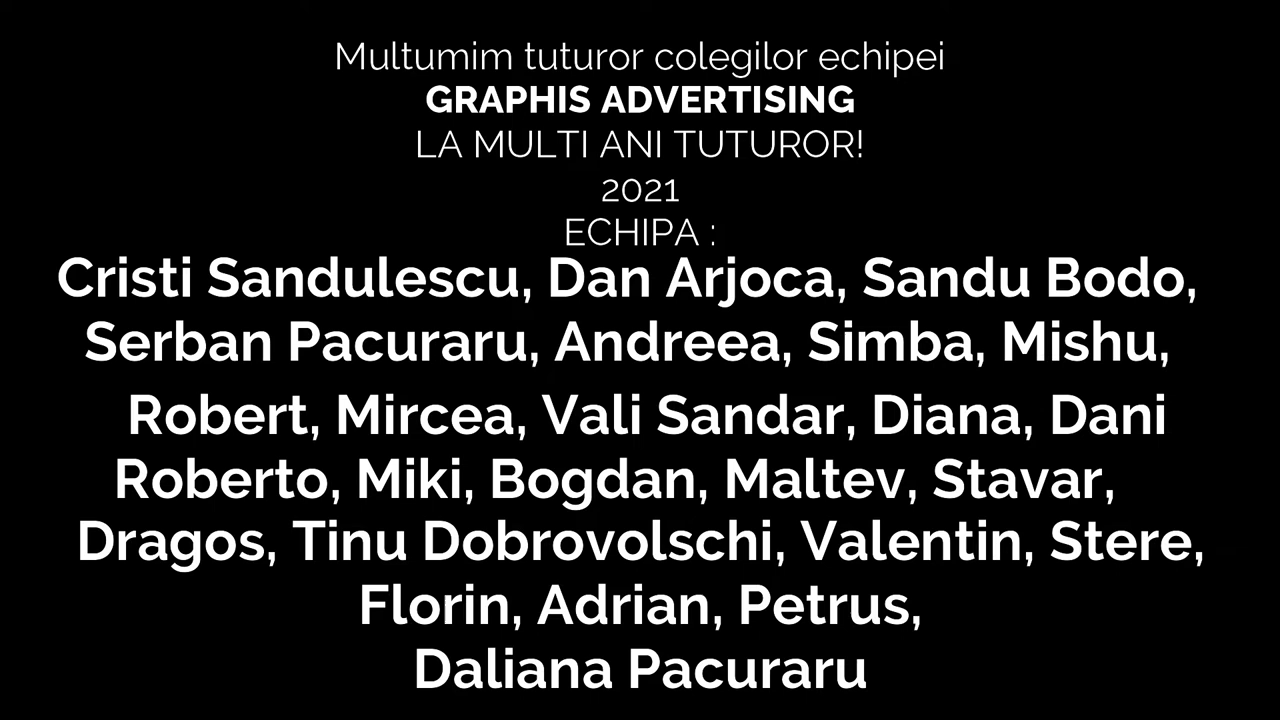 Multumim tuturor colegilor echipei
GRAPHIS ADVERTISING
LA MULTI ANI TUTUROR!
2021
ECHIPA :
Cristi Sandulescu, Dan Arjoca, Sandu Bodo,
Serban Pacuraru, Andreea, Simba, Mishu,
Robert, Mircea, Vali Sandar, Diana, Dani
Roberto, Miki, Bogdan, Maltev, Stavar,
Dragos, Tinu Dobrovolschi, Valentin, Stere,
Florin, Adrian, Petrus,
Daliana Pacuraru